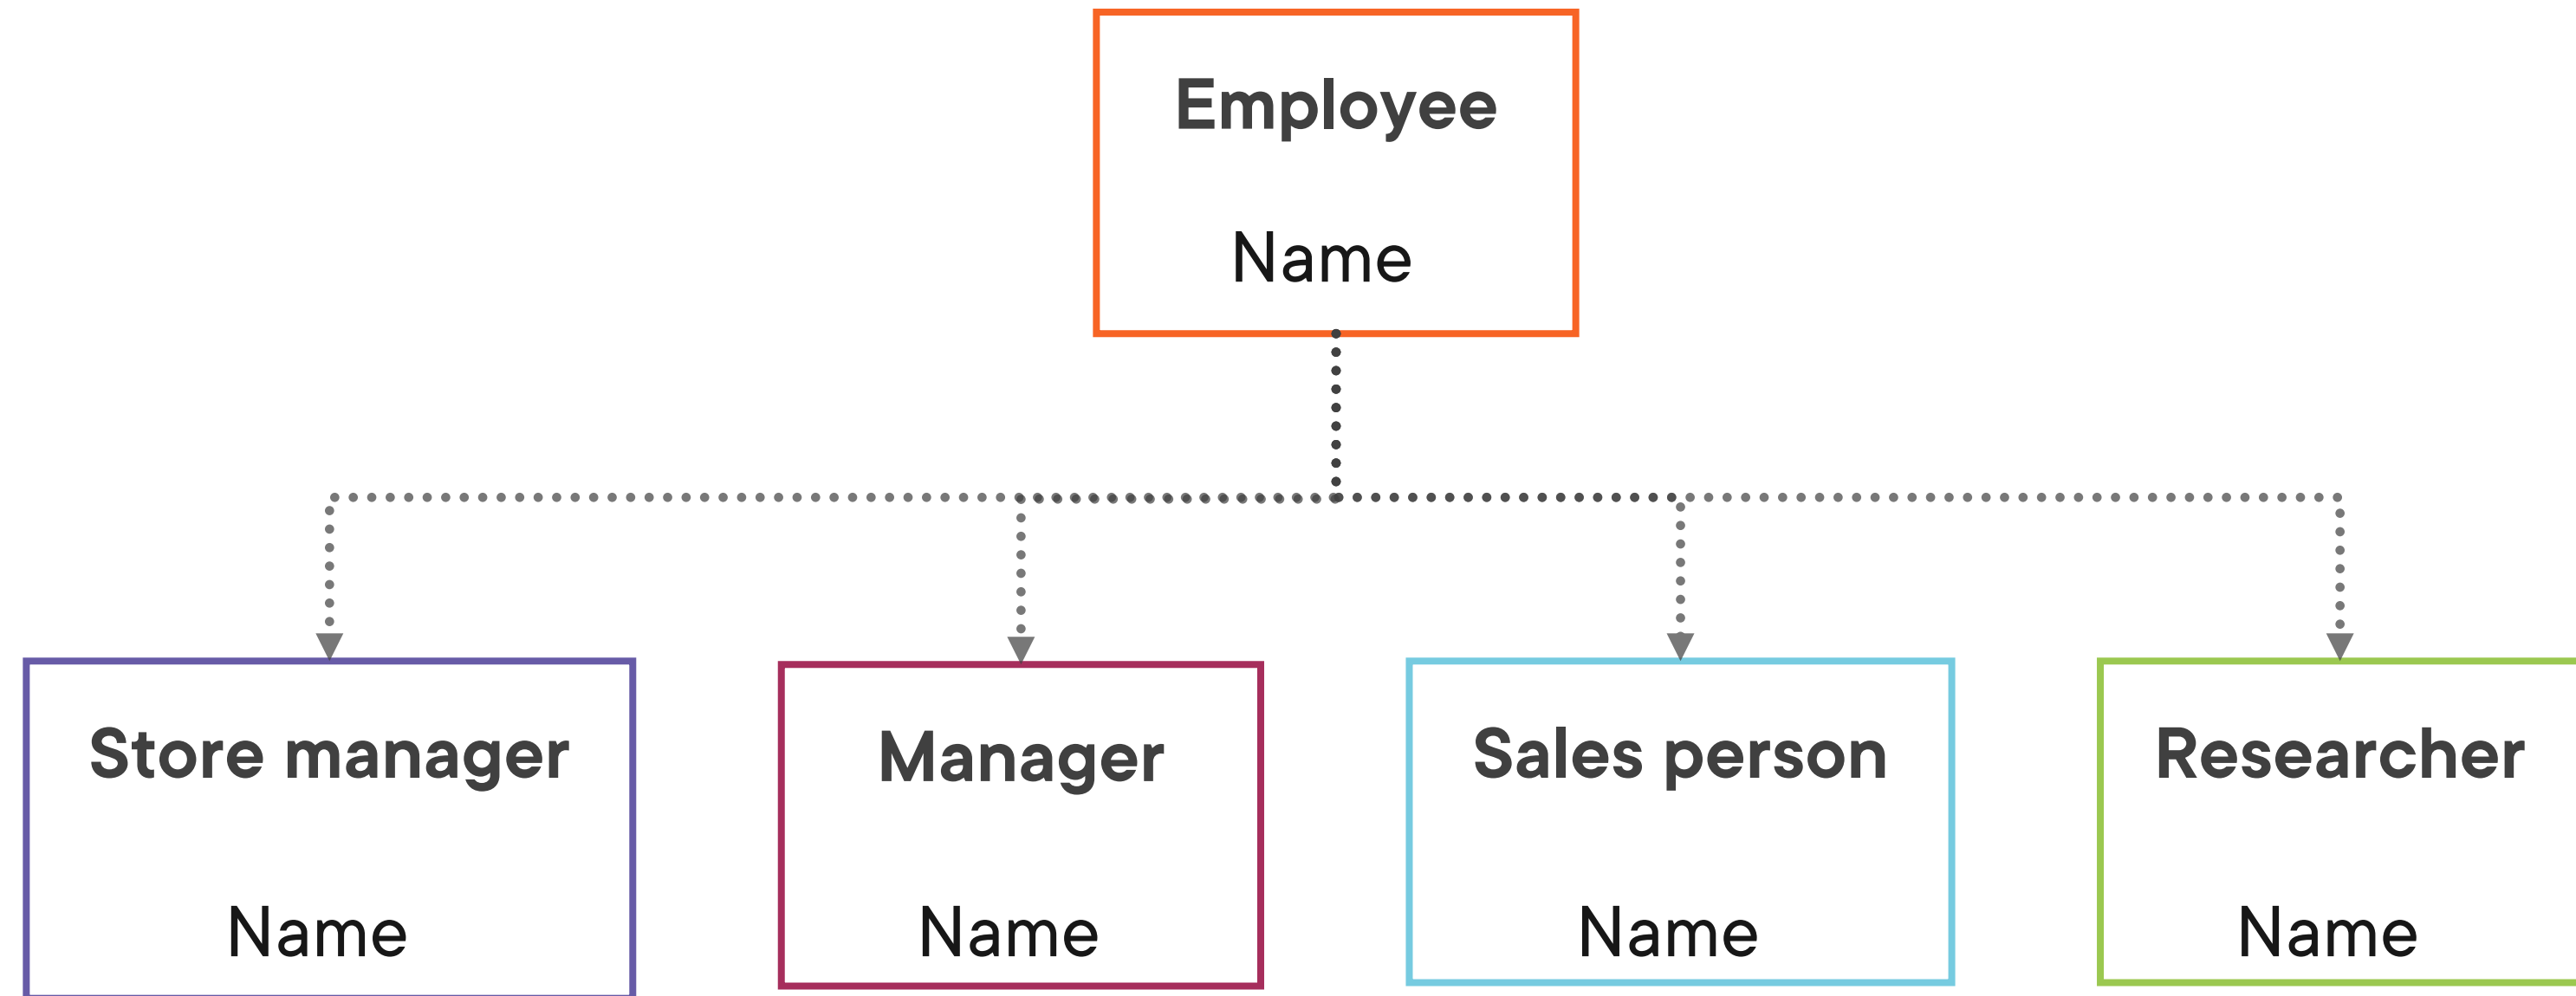 Employee
Name
Store manager
Name
Manager
Name
Sales person
Name
Researcher
Name